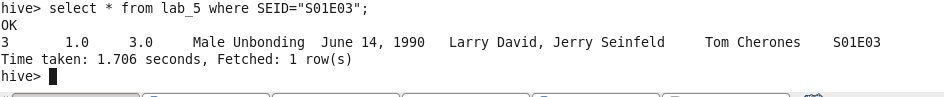 hive> select * from lab_5 where SEID="S01E03";
OK
3 1.0 3.0 Male Unbonding June 14, 1990 Larry David, Jerry Seinfeld Tom Cherones S01E03
Time taken: 1.706 seconds, Fetched: 1 row(s)
hive>